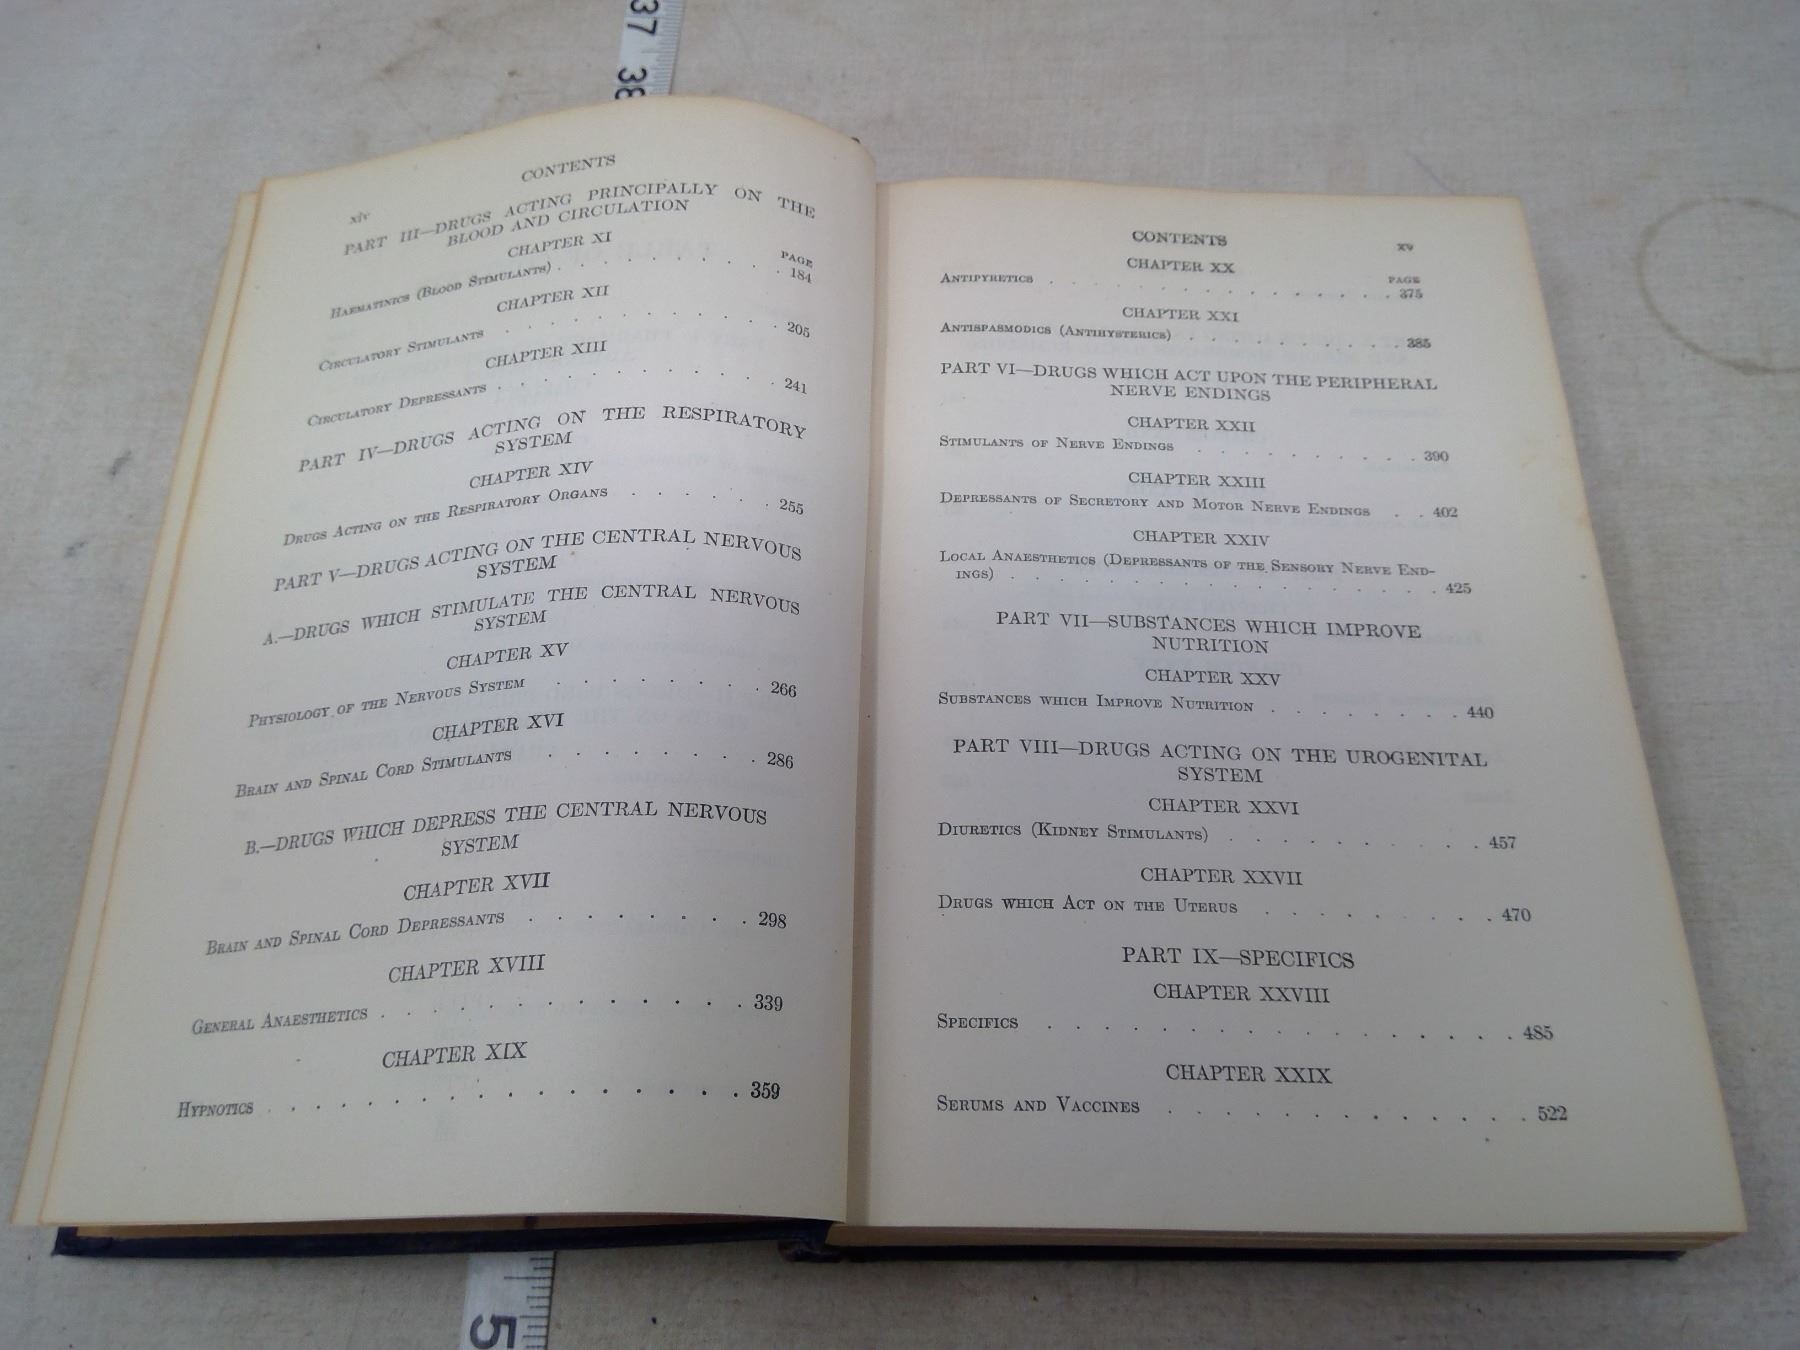 37
38
CONTENTS
xiv
PART III—DRUGS ACTING PRINCIPALLY ON THE
BLOOD AND CIRCULATION
CHAPTER XI
PAGE
HAEMATINICS (BLOOD STIMULANTS) . . . . . . . . . 184
CHAPTER XII
CIRCULATORY STIMULANTS . . . . . . . . . . . 205
CHAPTER XIII
CIRCULATORY DEPRESSANTS . . . . . . . . . . . 241
PART IV—DRUGS ACTING ON THE RESPIRATORY
SYSTEM
CHAPTER XIV
DRUGS ACTING ON THE RESPIRATORY ORGANS . . . . . . 255
PART V—DRUGS ACTING ON THE CENTRAL NERVOUS
SYSTEM
A.—DRUGS WHICH STIMULATE THE CENTRAL NERVOUS
SYSTEM
CHAPTER XV
PHYSIOLOGY OF THE NERVOUS SYSTEM . . . . . . . . 266
CHAPTER XVI
BRAIN AND SPINAL CORD STIMULANTS . . . . . . . . 286
B.—DRUGS WHICH DEPRESS THE CENTRAL NERVOUS
SYSTEM
CHAPTER XVII
BRAIN AND SPINAL CORD DEPRESSANTS . . . . . . . . 298
CHAPTER XVIII
GENERAL ANAESTHETICS . . . . . . . . . . . . . . 339
CHAPTER XIX
HYPNOTICS . . . . . . . . . . . . . . . . . . . 359
CONTENTS xv
CHAPTER XX
PAGE
ANTIPYRETICS . . . . . . . . . . . . . . . . 375
CHAPTER XXI
ANTISPASMODICS (ANTIHYSTERICS) . . . . . . . . . . 385
PART VI—DRUGS WHICH ACT UPON THE PERIPHERAL
NERVE ENDINGS
CHAPTER XXII
STIMULANTS OF NERVE ENDINGS . . . . . . . . . . 390
CHAPTER XXIII
DEPRESSANTS OF SECRETORY AND MOTOR NERVE ENDINGS . . 402
CHAPTER XXIV
LOCAL ANAESTHETICS (DEPRESSANTS OF THE SENSORY NERVE END-
INGS) . . . . . . . . . . . . . . . . . 425
PART VII—SUBSTANCES WHICH IMPROVE
NUTRITION
CHAPTER XXV
SUBSTANCES WHICH IMPROVE NUTRITION . . . . . . . . 440
PART VIII—DRUGS ACTING ON THE UROGENITAL
SYSTEM
CHAPTER XXVI
DIURETICS (KIDNEY STIMULANTS) . . . . . . . . . . 457
CHAPTER XXVII
DRUGS WHICH ACT ON THE UTERUS . . . . . . . . . 470
PART IX—SPECIFICS
CHAPTER XXVIII
SPECIFICS . . . . . . . . . . . . . . . . 485
CHAPTER XXIX
SERUMS AND VACCINES . . . . . . . . . . . . . 522
5